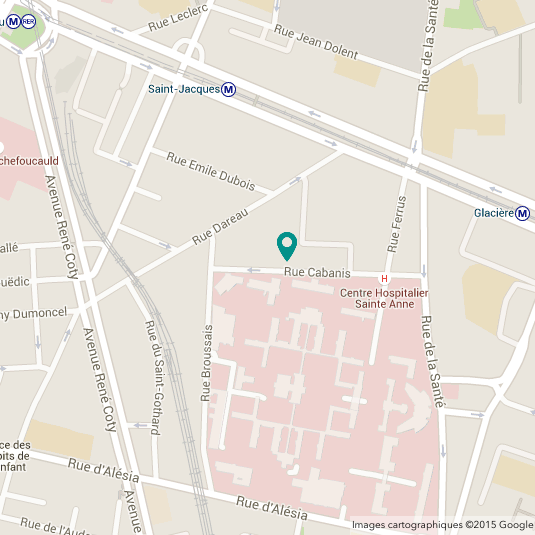 u M RER
Rue Leclerc
Rue Jean Dolent
Rue de la Santé
Saint-Jacques M
chefoucauld
Rue Emile Dubois
Avenue René Coty
Rue Dareau
Rue Ferrus
Glacière M
allé
Rue Cabanis
H
ouëdic
Centre Hospitalier
Sainte Anne
ny Dumoncel
Rue du Saint-Gothard
Rue Broussais
Avenue René Coty
Rue de la Santé
ce des
its de
nfant
Rue d'Alésia
Avenue
Rue d'Alésia
Rue de l'Aude
Images cartographiques ©2015 Google